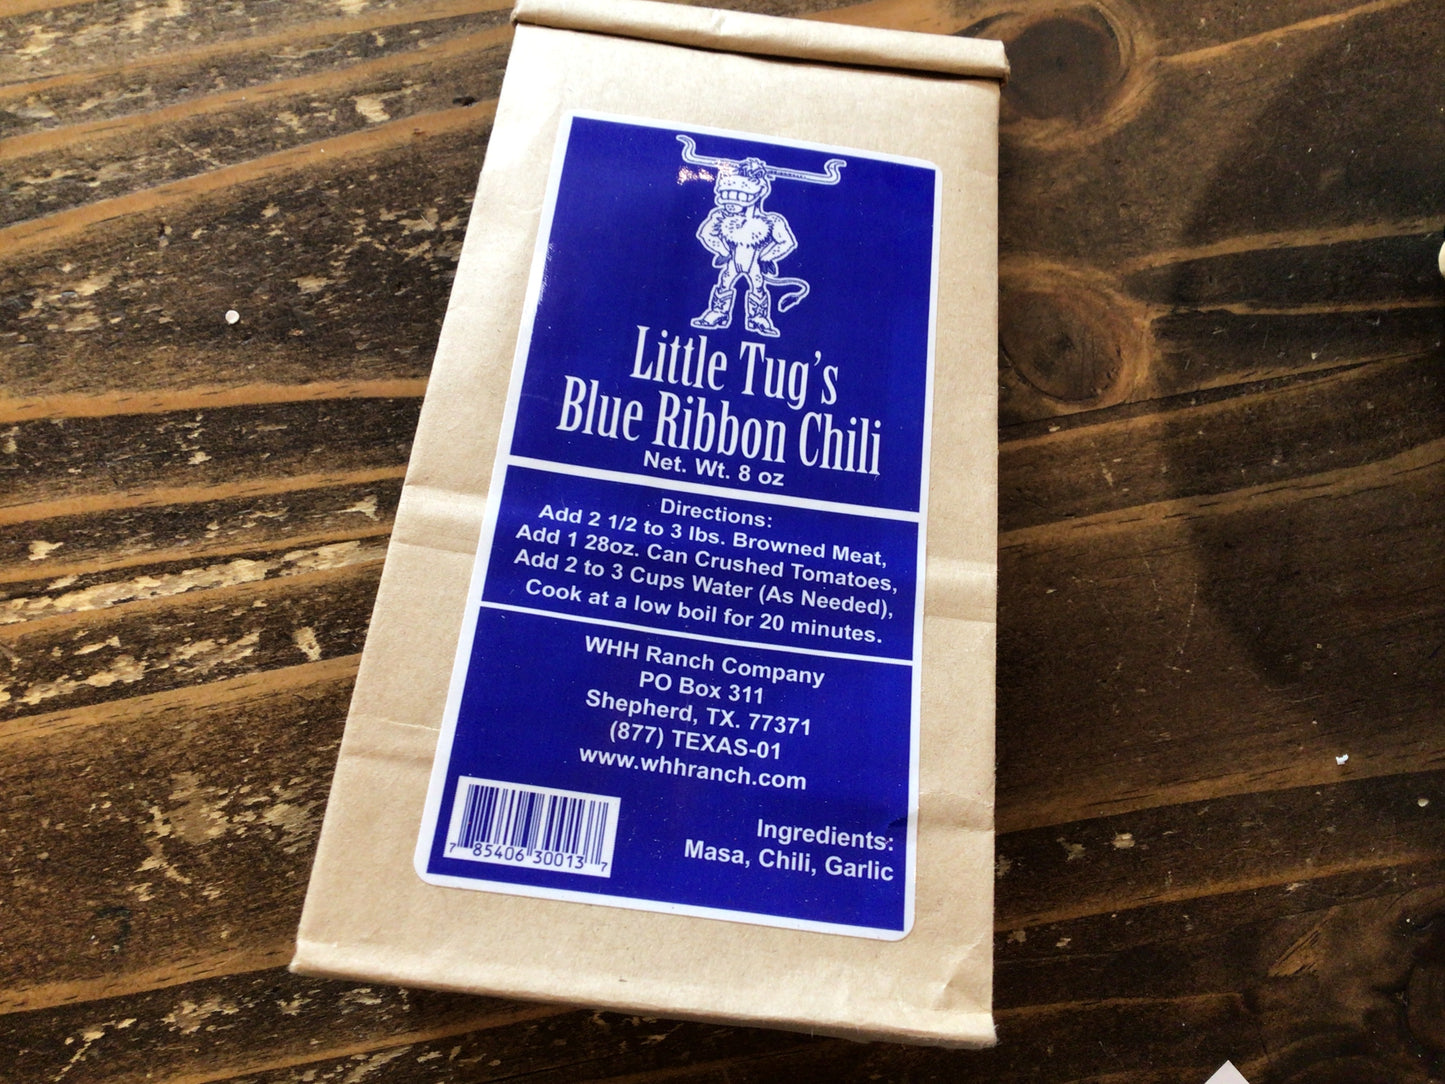 Little Tug's
Blue Ribbon Chili
Net. Wt. 8 oz
Directions:
Add 2 1/2 to 3 lbs. Browned Meat,
Add 1 28oz. Can Crushed Tomatoes,
Add 2 to 3 Cups Water (As Needed),
Cook at a low boil for 20 minutes.
WHH Ranch Company
PO Box 311
Shepherd, TX. 77371
(877) TEXAS-01
www.whhranch.com
Ingredients:
Masa, Chili, Garlic
7 85406 30013 7